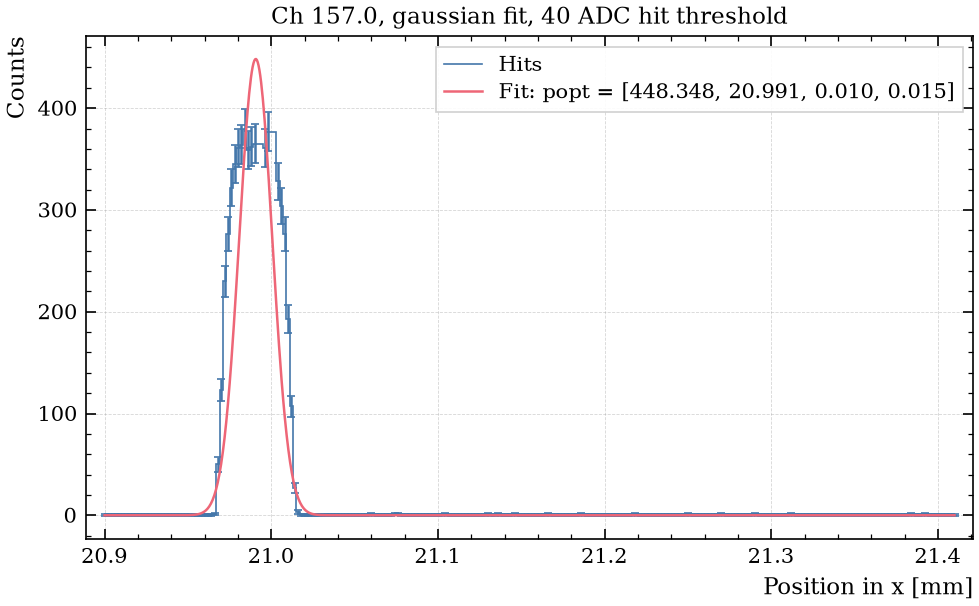 Ch 157.0, gaussian fit, 40 ADC hit threshold
Counts
Hits
Fit: popt = [448.348, 20.991, 0.010, 0.015]
400
300
200
100
0
20.9 21.0 21.1 21.2 21.3 21.4
Position in x [mm]